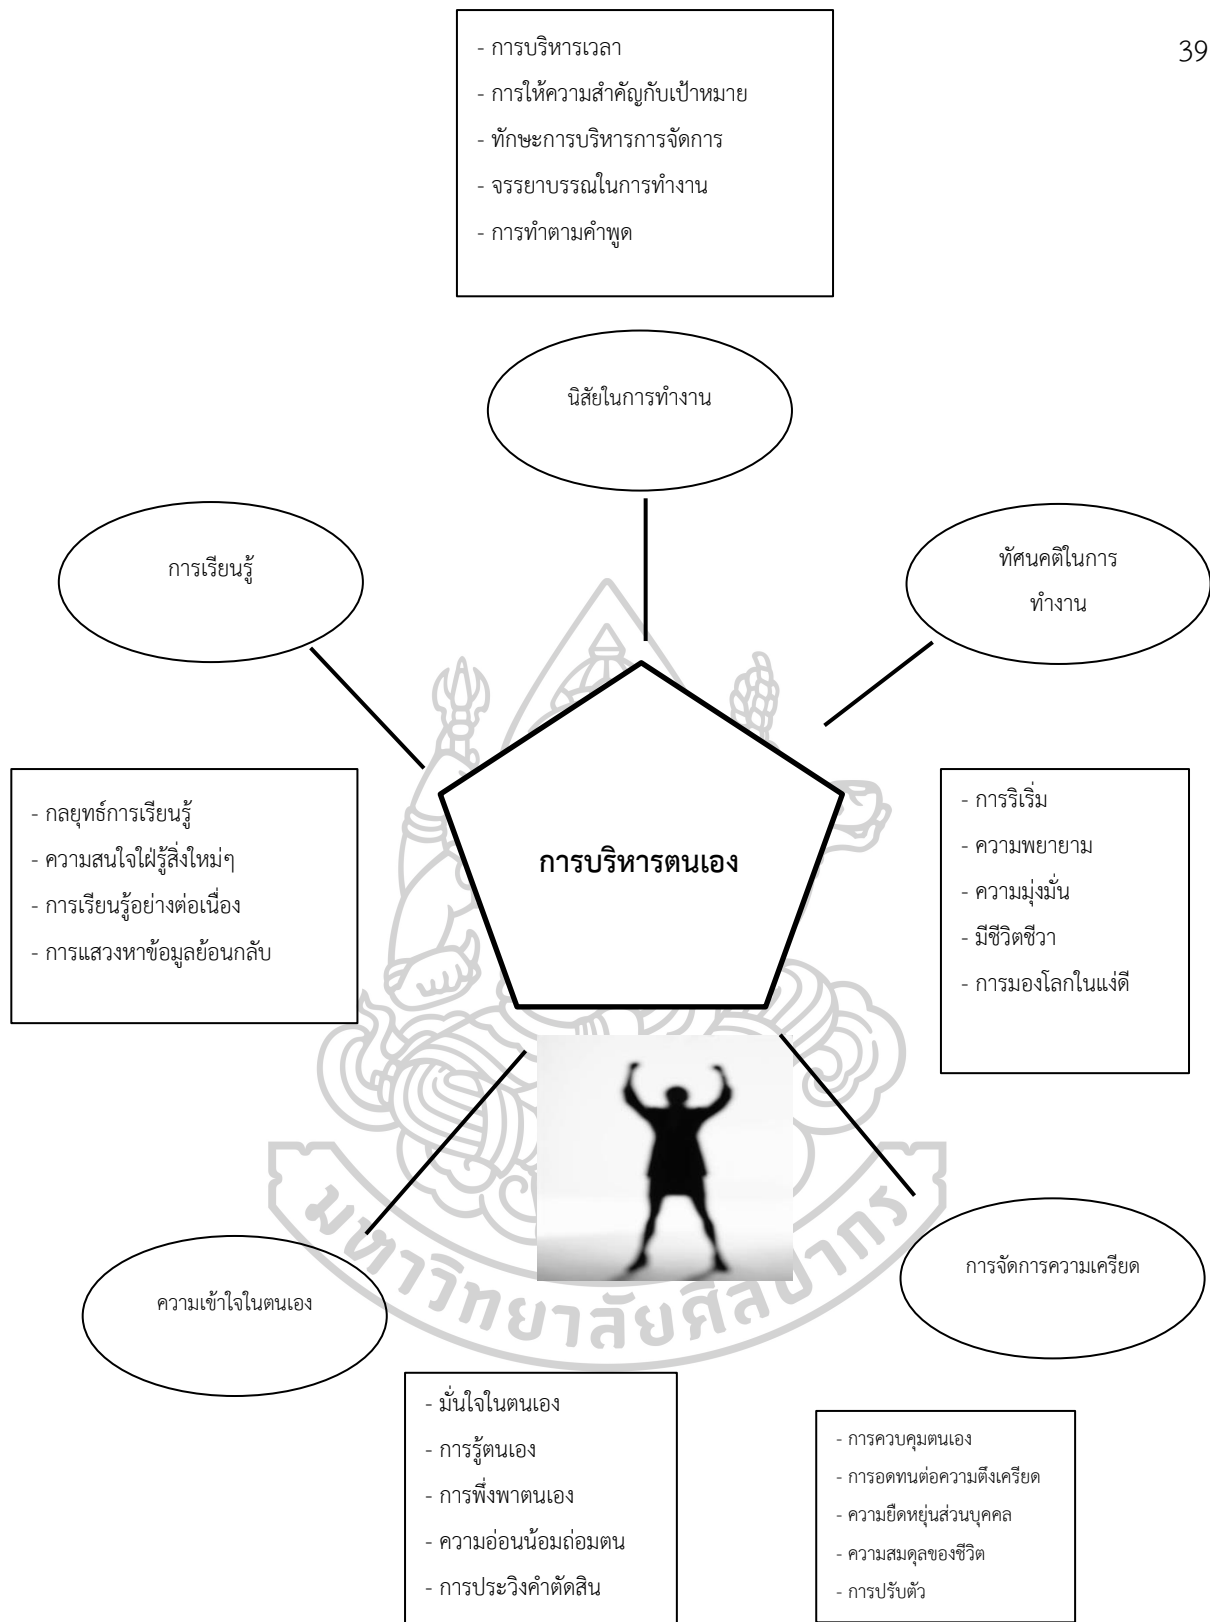 39
- การบริหารเวลา
- การให้ความสำคัญกับเป้าหมาย
- ทักษะการบริหารการจัดการ
- จรรยาบรรณในการทำงาน
- การทำตามคำพูด
นิสัยในการทำงาน
การเรียนรู้
ทัศนคติในการ
ทำงาน
- กลยุทธ์การเรียนรู้
- ความสนใจใฝ่รู้สิ่งใหม่ๆ
- การเรียนรู้อย่างต่อเนื่อง
- การแสวงหาข้อมูลย้อนกลับ
การบริหารตนเอง
- การริเริ่ม
- ความพยายาม
- ความมุ่งมั่น
- มีชีวิตชีวา
- การมองโลกในแง่ดี
ความเข้าใจในตนเอง
การจัดการความเครียด
มหาวิทยาลัยศิลปากร
- มั่นใจในตนเอง
- การรู้ตนเอง
- การพึ่งพาตนเอง
- ความอ่อนน้อมถ่อมตน
- การประวิงคำตัดสิน
- การควบคุมตนเอง
- การอดทนต่อความตึงเครียด
- ความยืดหยุ่นส่วนบุคคล
- ความสมดุลของชีวิต
- การปรับตัว